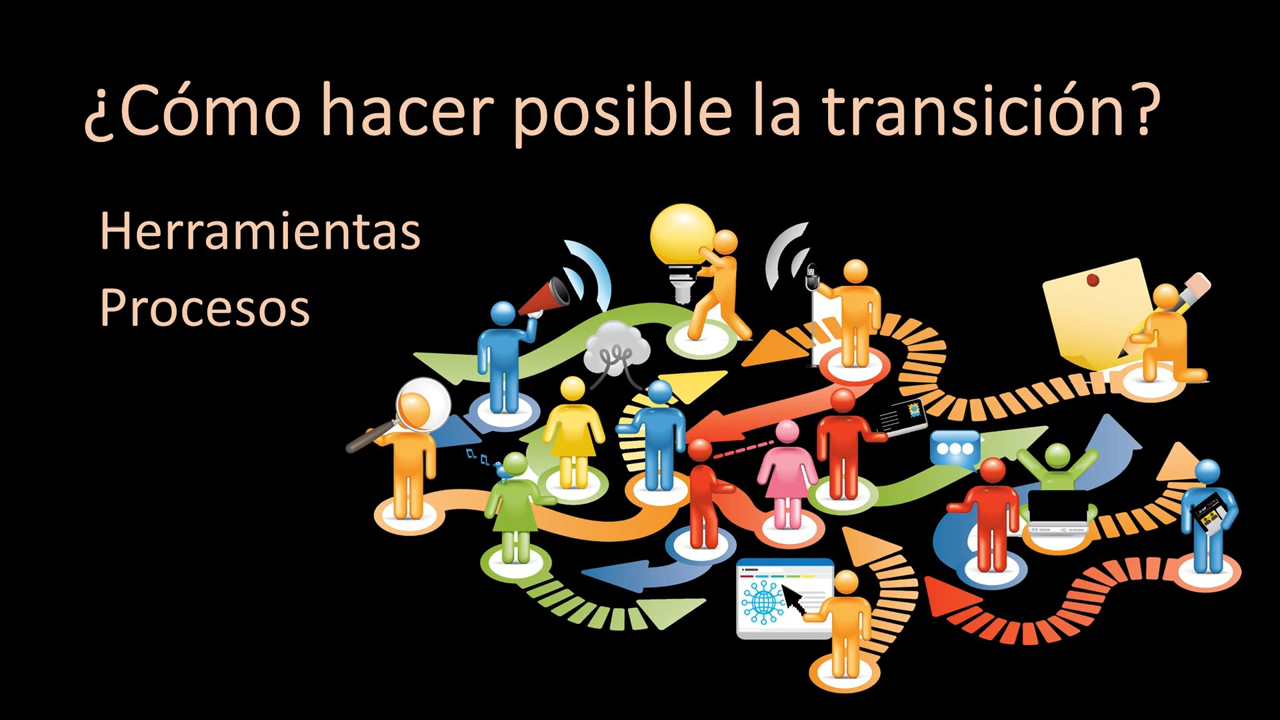 ¿Cómo hacer posible la transición?
Herramientas
Procesos